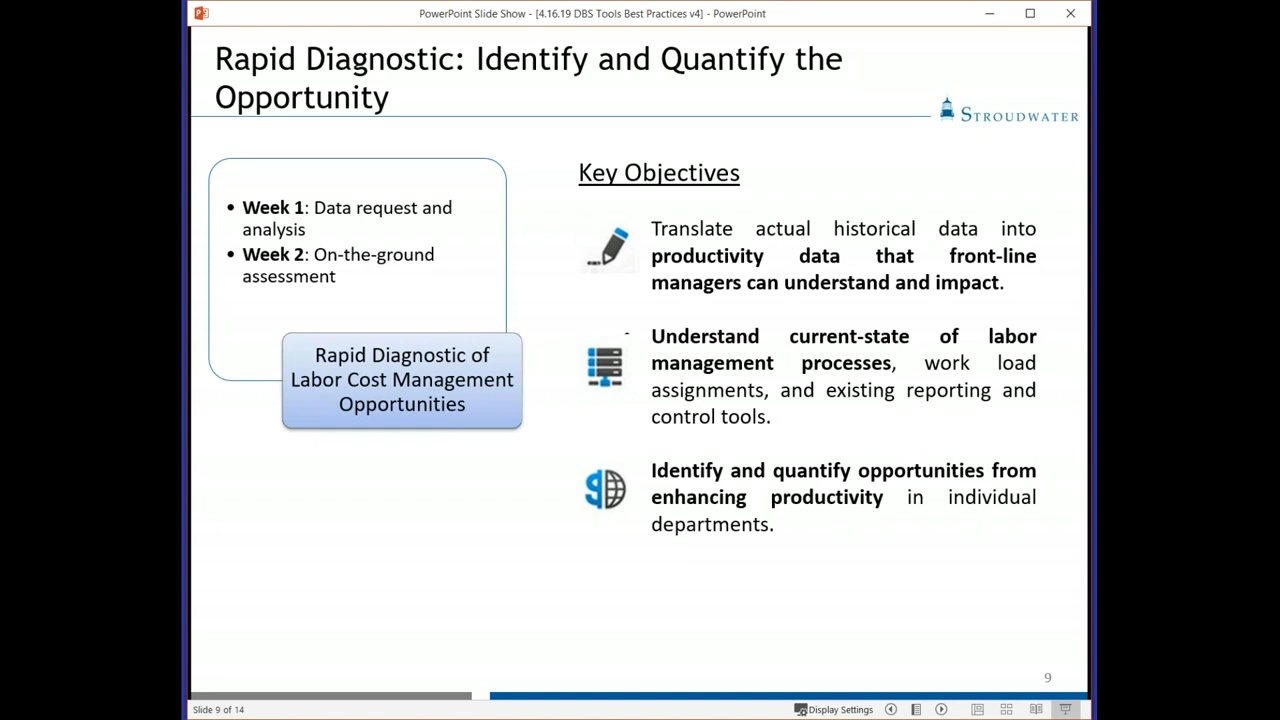 PowerPoint Slide Show - [4.16.19 DBS Tools Best Practices v4] - PowerPoint
Rapid Diagnostic: Identify and Quantify the
Opportunity
STROUDWATER
• Week 1: Data request and
analysis
• Week 2: On-the-ground
assessment
Rapid Diagnostic of
Labor Cost Management
Opportunities
Key Objectives
Translate actual historical data into
productivity data that front-line
managers can understand and impact.
Understand current-state of labor
management processes, work load
assignments, and existing reporting and
control tools.
Identify and quantify opportunities from
enhancing productivity in individual
departments.
9
Slide 9 of 14
Display Settings